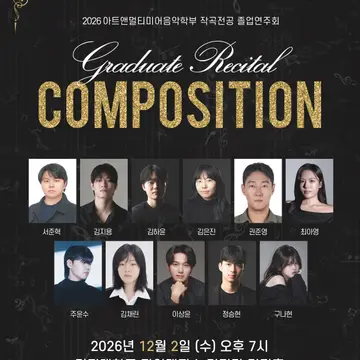 2026 아트앤멀티미어음악학부 작곡전공 졸업연주회
Graduate Recital
COMPOSITION
서준혁 김지용 김하윤 김은진 권준영 최아영
주윤수 김채린 이상윤 정승현 구나현
2026년 12월 2일 (수) 오후 7시